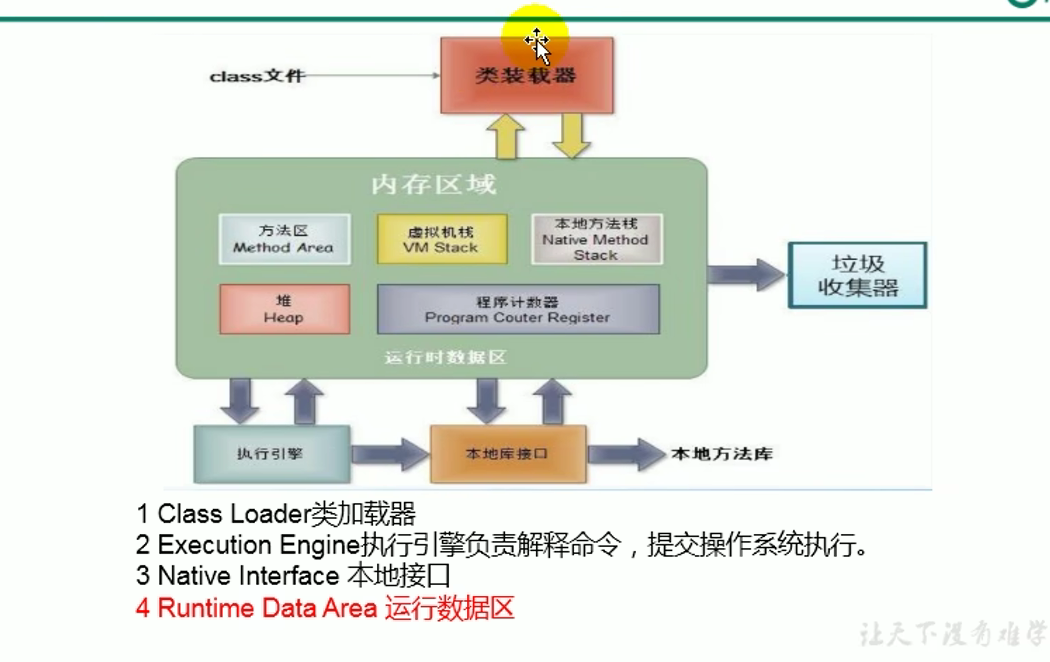 class文件
类装载器
内存区域
方法区
Method Area
虚拟机栈
VM Stack
本地方法栈
Native Method
Stack
堆
Heap
程序计数器
Program Couter Register
运行时数据区
垃圾
收集器
执行引擎
本地库接口
本地方法库
1 Class Loader类加载器
2 Execution Engine执行引擎负责解释命令，提交操作系统执行。
3 Native Interface 本地接口
4 Runtime Data Area 运行数据区
让天下没有难学